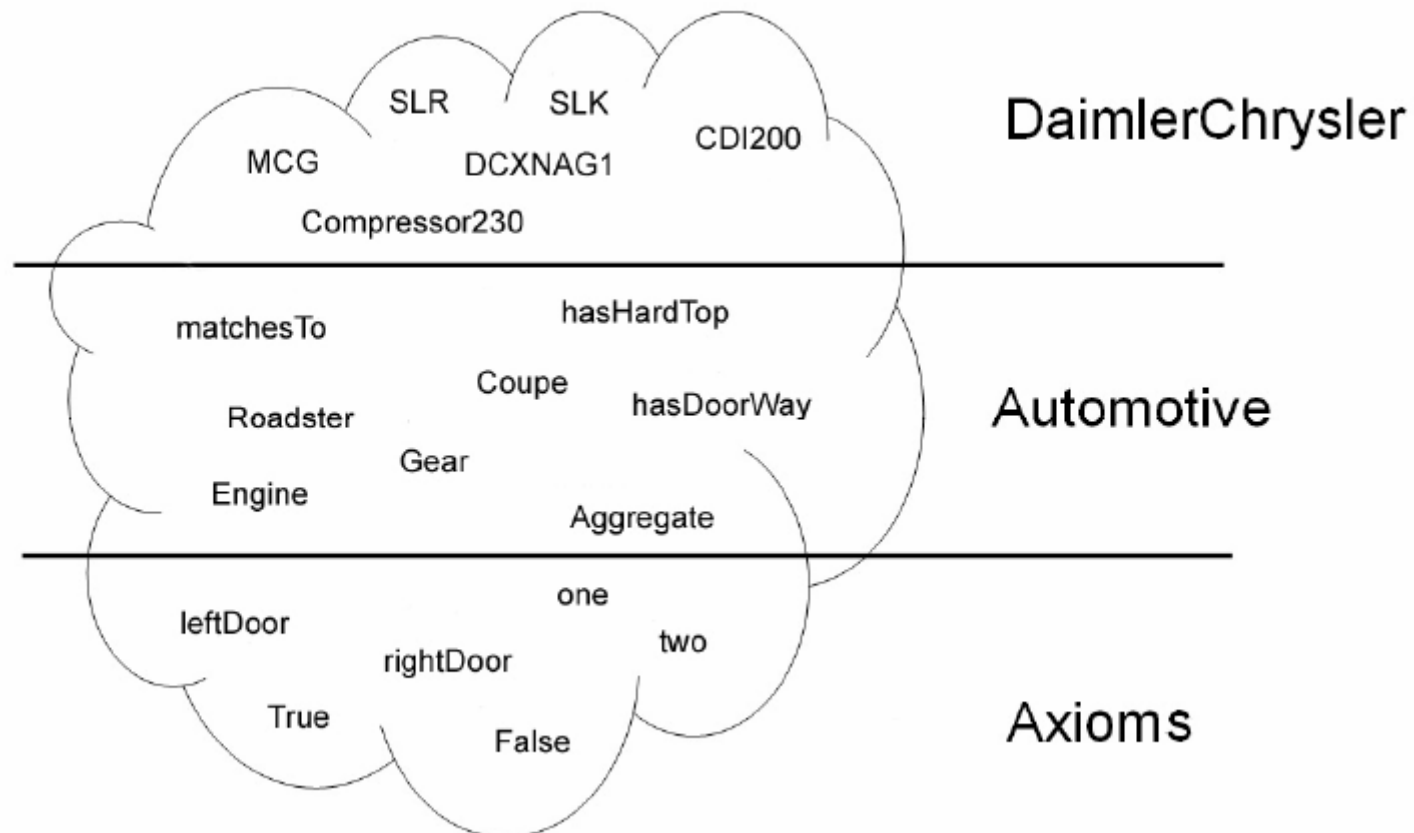 SLR
SLK
CDI200
MCG
DCXNAG1
Compressor230
DaimlerChrysler
matchesTo
hasHardTop
Coupe
hasDoorWay
Roadster
Gear
Engine
Aggregate
Automotive
one
leftDoor
two
rightDoor
True
False
Axioms